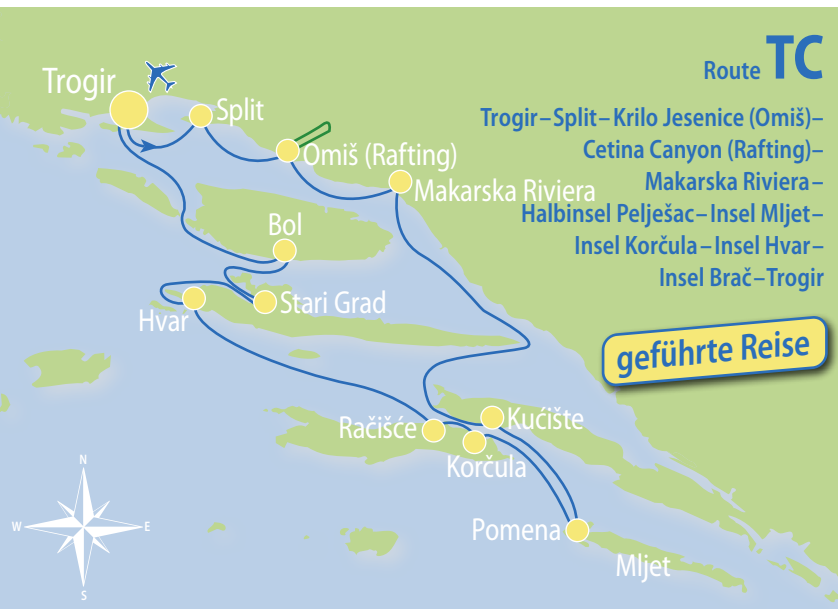 Route TC
Trogir–Split–Krilo Jesenice (Omiš)–
Cetina Canyon (Rafting)–
Makarska Riviera–
Halbinsel Pelješac–Insel Mljet–
Insel Korčula–Insel Hvar–
Insel Brač–Trogir
geführte Reise
Trogir
Split
Omiš (Rafting)
Makarska Riviera
Bol
Stari Grad
Hvar
Račišće
Kućište
Korčula
Pomena
Mljet
N
W
E
S